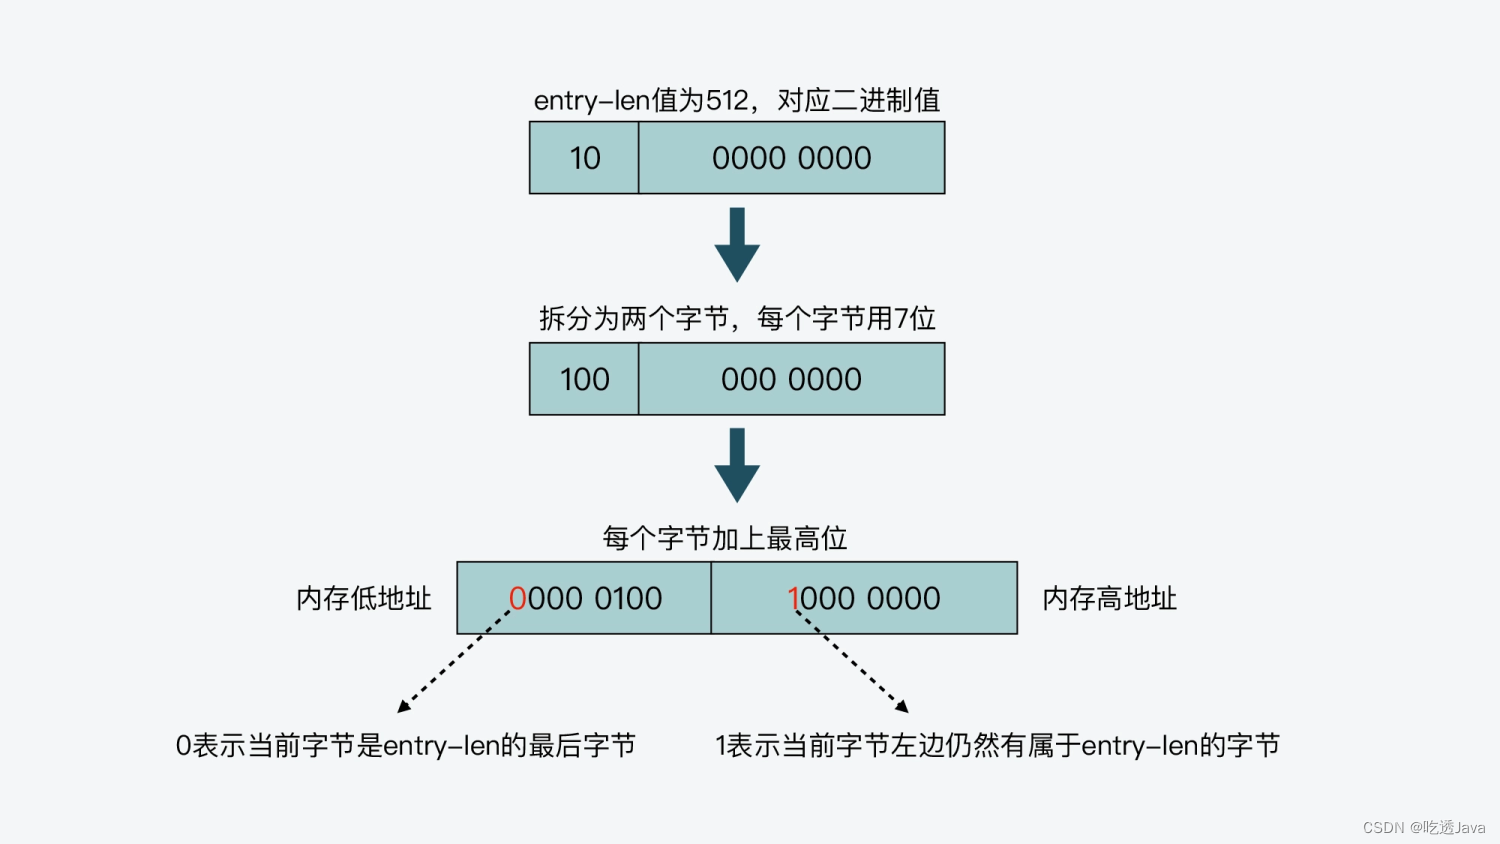 entry-len值为512，对应二进制值
10 0000 0000
拆分为两个字节，每个字节用7位
100 000 0000
每个字节加上最高位
内存低地址 0000 0100 1000 0000 内存高地址
0表示当前字节是entry-len的最后字节 1表示当前字节左边仍然有属于entry-len的字节
CSDN @吃透Java